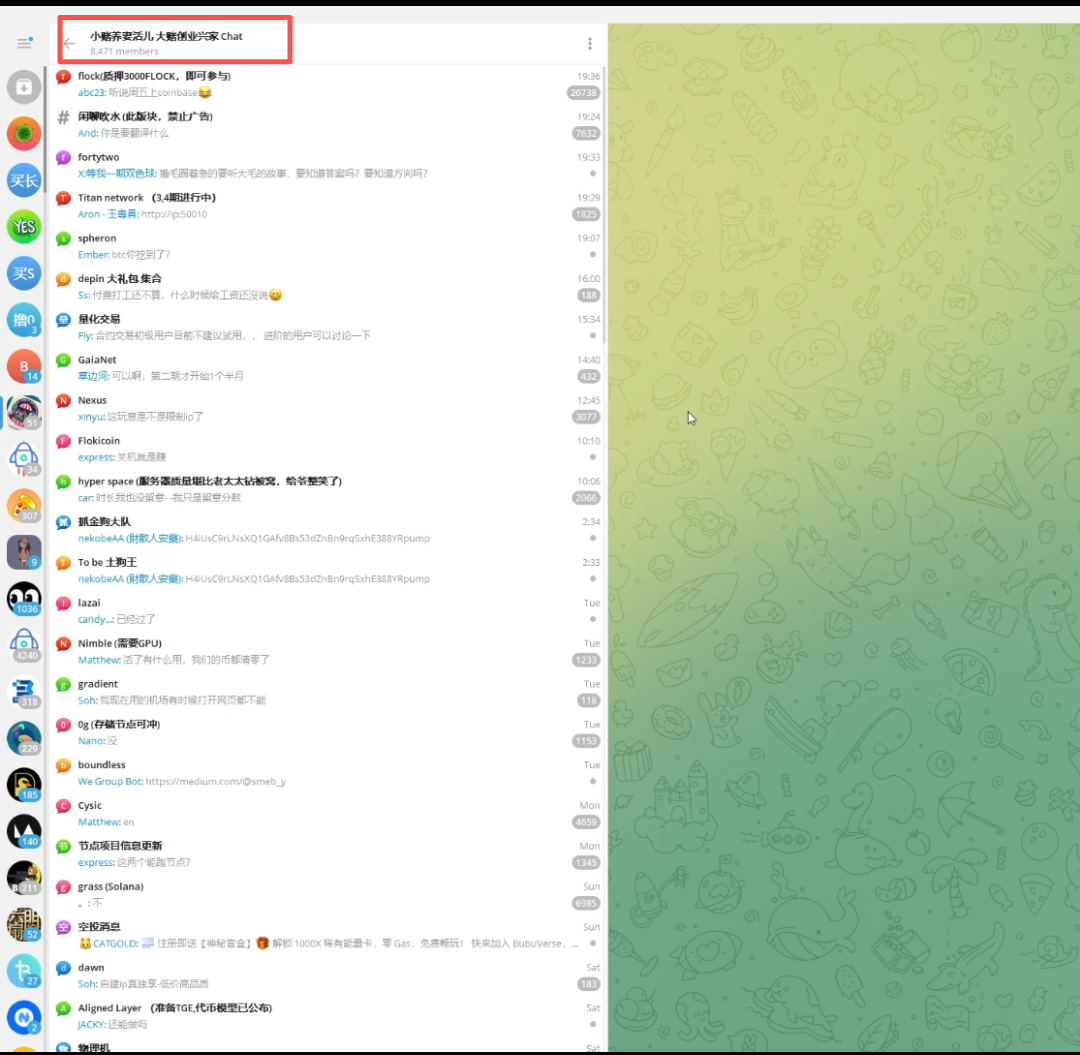 小赌养安活儿 大赌创业兴家 Chat
8,471 members
flock(质押3000FLOCK，即可参与) 19:36
abc23: 听说周五上coinbase😂 20738
# 闲聊吹水 (此版块，禁止广告) 19:24
And: 你是要翻译什么 7632
fortytwo 19:33
X:等我一期双色球: 撸毛圈着急的要听大毛的故事，要知道答案吗？要知道方向吗？
Titan network （3,4期进行中） 19:29
Aron - 王專員: http://ip:50010 1825
spheron 19:07
Ember: btc你挖到了?
depin 大礼包 集合 16:00
Ss: 付费打工还不算，什么时候给工资还没说😄 188
量化交易 15:34
Fly: 合约交易初级用户目前不建议试用，，进阶的用户可以讨论一下
GaiaNet 14:40
草边河: 可以啊，第二期才开始1个半月 432
Nexus 12:45
xinyu: 这玩意是不是限制ip了 3077
Flokicoin 10:10
express: 关机就是赚
hyper space (服务器质量堪比老太太钻被窝，给爷整笑了) 10:06
car: 时长我也没留意- -我只是留意分数 2066
抓金狗大队 2:34
nekobeAA (財散人安樂): H4iUsC9rLNsXQ1GAfv8Bs53dZnBn9rqSxhE388YRpump
To be 土狗王 2:33
nekobeAA (財散人安樂): H4iUsC9rLNsXQ1GAfv8Bs53dZnBn9rqSxhE388YRpump
lazai Tue
candy...: 已经过了
Nimble (需要GPU) Tue
Matthew: 活了有什么用，我们的币都清零了 1233
gradient Tue
Soh: 我现在用的机场有时候打开网页都不能 118
0g (存储节点可冲) Tue
Nano: 没 1153
boundless Tue
We Group Bot: https://medium.com/@smeb_y
Cysic Mon
Matthew: en 4659
节点项目信息更新 Mon
express: 这两个能跑节点? 1345
grass (Solana) Sun
。: 不 6985
空投消息 Sun
🐱CATGOLD: 注册即送【神秘盲盒】🎁 解锁 1000X 稀有能量卡，零 Gas，免费畅玩！ 快来加入 BubuVerse，...
dawn Sat
Soh: 自建ip真独享-低价高品质 183
Aligned Layer （准备TGE,代币模型已公布） Sat
JACKY: 还能做吗
物理机 Sat
买长
YES
买S
撸0
3
B
14
51
34
307
9
1036
4240
318
229
185
140
B 211
52
27
N
2